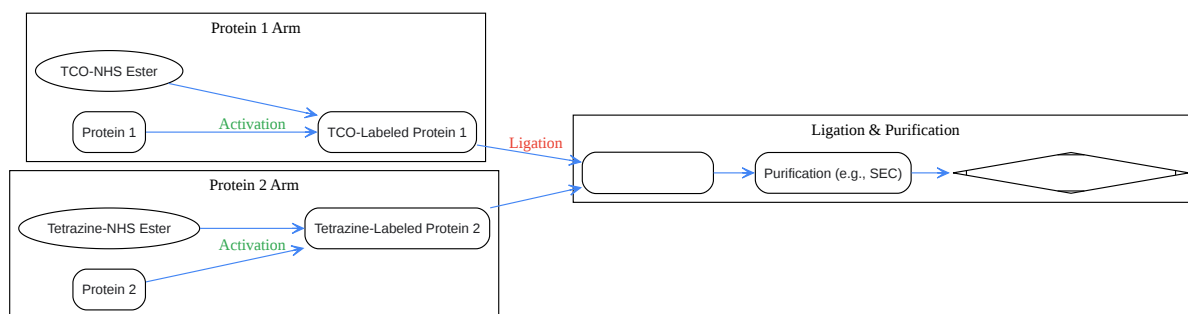 Protein 1 Arm
TCO-NHS Ester
Protein 1
Activation
TCO-Labeled Protein 1
Protein 2 Arm
Tetrazine-NHS Ester
Activation
Protein 2
Tetrazine-Labeled Protein 2
Ligation
Ligation & Purification
Purification (e.g., SEC)